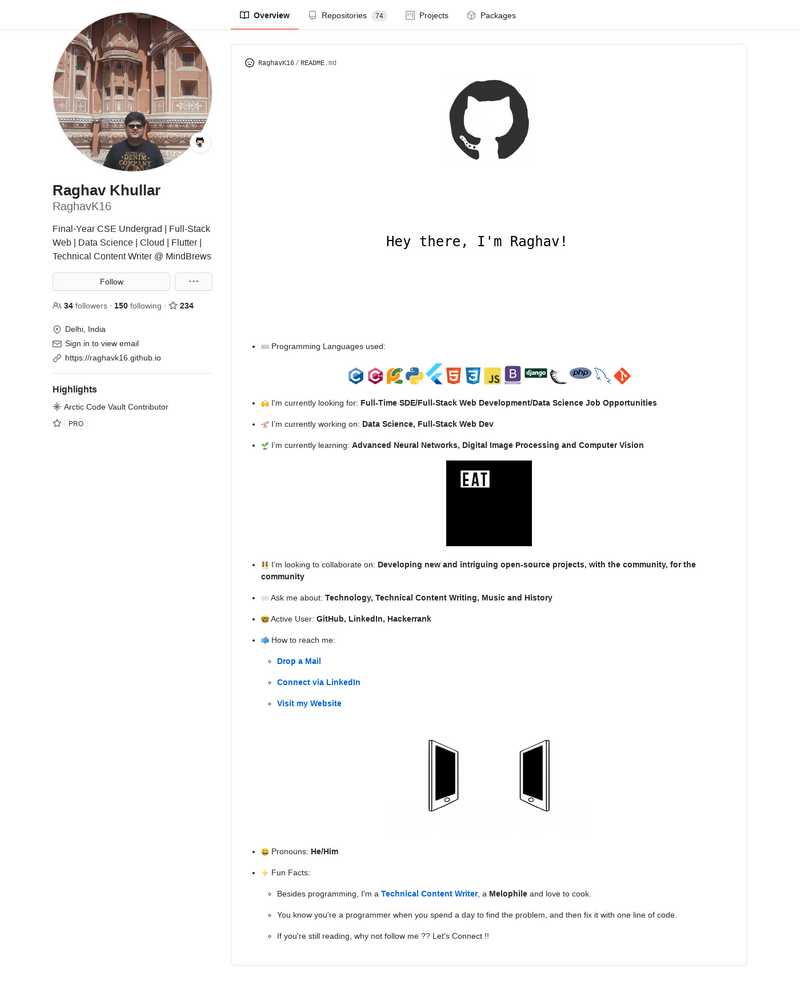 Overview
Repositories 74
Projects
Packages
DENIM
COMPANY
Raghav Khullar
RaghavK16
Final-Year CSE Undergrad | Full-Stack
Web | Data Science | Cloud | Flutter |
Technical Content Writer @ MindBrews
Follow
34 followers · 150 following · 234
Delhi, India
Sign in to view email
https://raghavk16.github.io
Highlights
Arctic Code Vault Contributor
PRO
RaghavK16 / README.md
Hey there, I'm Raghav!
Programming Languages used:
C
JS
B
django
php
I'm currently looking for: Full-Time SDE/Full-Stack Web Development/Data Science Job Opportunities
I'm currently working on: Data Science, Full-Stack Web Dev
I'm currently learning: Advanced Neural Networks, Digital Image Processing and Computer Vision
EAT
I'm looking to collaborate on: Developing new and intriguing open-source projects, with the community, for the
community
Ask me about: Technology, Technical Content Writing, Music and History
Active User: GitHub, LinkedIn, Hackerrank
How to reach me:
Drop a Mail
Connect via LinkedIn
Visit my Website
Pronouns: He/Him
Fun Facts:
Besides programming, I'm a Technical Content Writer, a Melophile and love to cook.
You know you're a programmer when you spend a day to find the problem, and then fix it with one line of code.
If you're still reading, why not follow me ?? Let's Connect !!